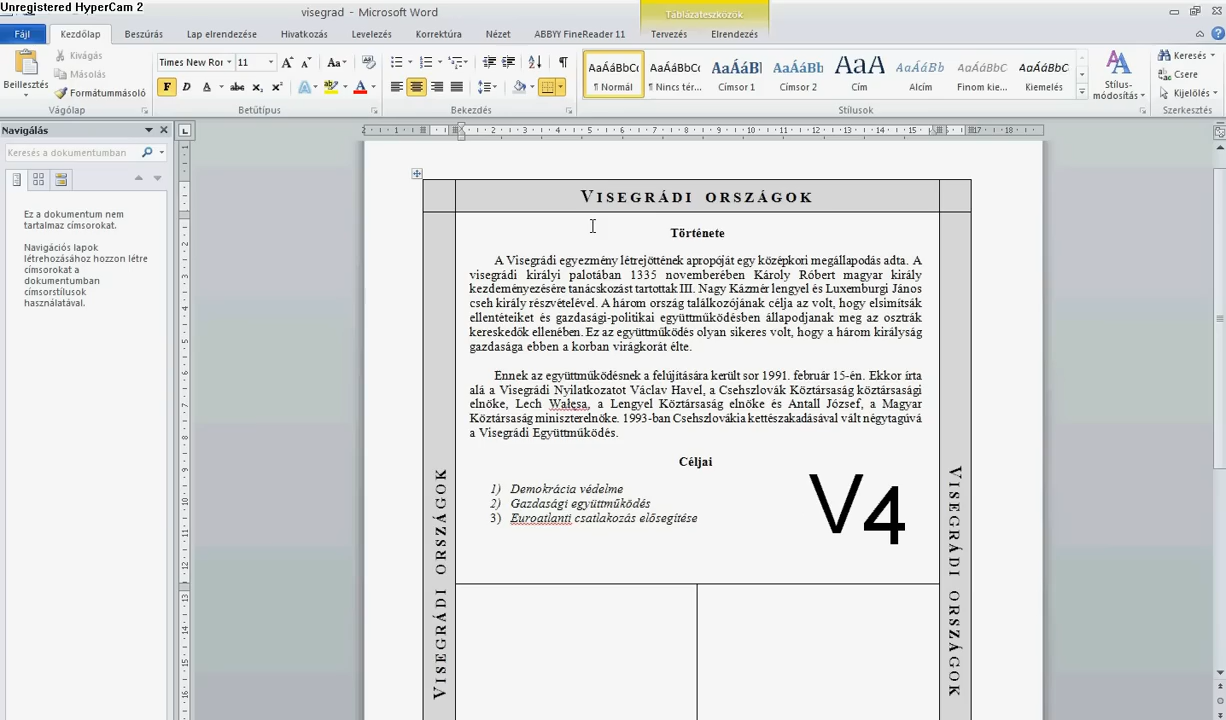 Unregistered HyperCam 2
visegrad - Microsoft Word
Táblázateszközök
Fájl Kezdőlap Beszúrás Lap elrendezése Hivatkozás Levelezés Korrektúra Nézet ABBYY FineReader 11 Tervezés Elrendezés
Beillesztés
Kivágás
Másolás
Formátummásoló
Vágólap
Times New Ror 11
Betűtípus
Bekezdés
AaÁáBbCc AaÁáBbCc AaÁáBb AaÁáBbC AaA AaÁáBb AaÁáBbC AaÁáBbCc
¶ Normál ¶ Nincs tér... Címsor 1 Címsor 2 Cím Alcím Finom kie... Kiemelés
Stílusok
Stílus-
módosítás
Keresés
Csere
Kijelölés
Szerkesztés
Navigálás
Keresés a dokumentumban
Ez a dokumentum nem
tartalmaz címsorokat.
Navigációs lapok
létrehozásához hozzon létre
címsorokat a
dokumentumban
címsorstílusok
használatával.
VISEGRÁDI ORSZÁGOK
Története
A Visegrádi egyezmény létrejöttének apropóját egy középkori megállapodás adta. A
visegrádi királyi palotában 1335 novemberében Károly Róbert magyar király
kezdeményezésére tanácskozást tartottak III. Nagy Kázmér lengyel és Luxemburgi János
cseh király részvételével. A három ország találkozójának célja az volt, hogy elsimítsák
ellentéteiket és gazdasági-politikai együttműködésben állapodjanak meg az osztrák
kereskedők ellenében. Ez az együttműködés olyan sikeres volt, hogy a három királyság
gazdasága ebben a korban virágkorát élte.
Ennek az együttműködésnek a felújítására került sor 1991. február 15-én. Ekkor írta
alá a Visegrádi Nyilatkozatot Václav Havel, a Csehszlovák Köztársaság köztársasági
elnöke, Lech Wałęsa, a Lengyel Köztársaság elnöke és Antall József, a Magyar
Köztársaság miniszterelnöke. 1993-ban Csehszlovákia kettészakadásával vált négytagúvá
a Visegrádi Együttműködés.
Céljai
1) Demokrácia védelme
2) Gazdasági együttműködés
3) Euroatlanti csatlakozás elősegítése
V4
VISEGRÁDI ORSZÁGOK
VISEGRÁDI ORSZÁGOK